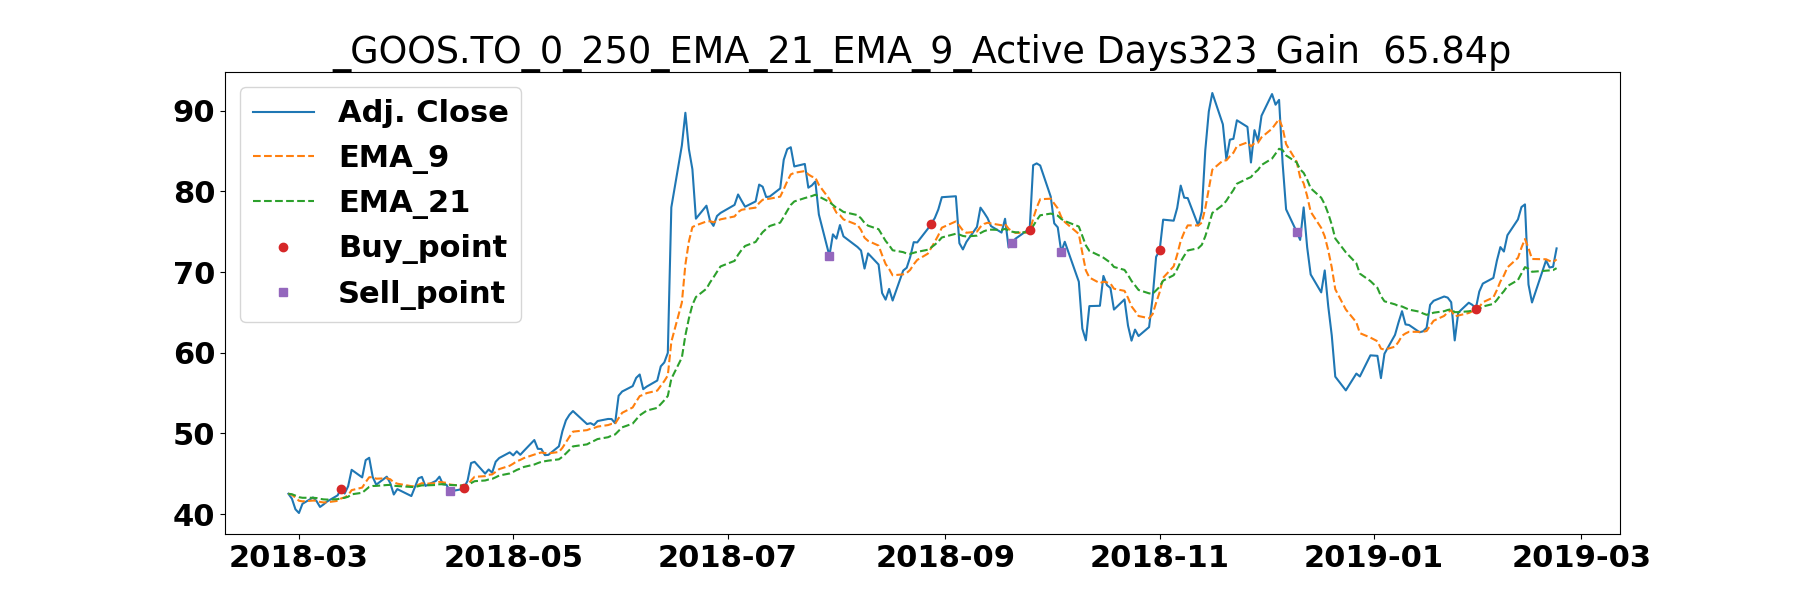 _GOOS.TO_0_250_EMA_21_EMA_9_Active Days323_Gain  65.84p
Adj. Close
EMA_9
EMA_21
Buy_point
Sell_point
90
80
70
60
50
40
2018-03 2018-05 2018-07 2018-09 2018-11 2019-01 2019-03